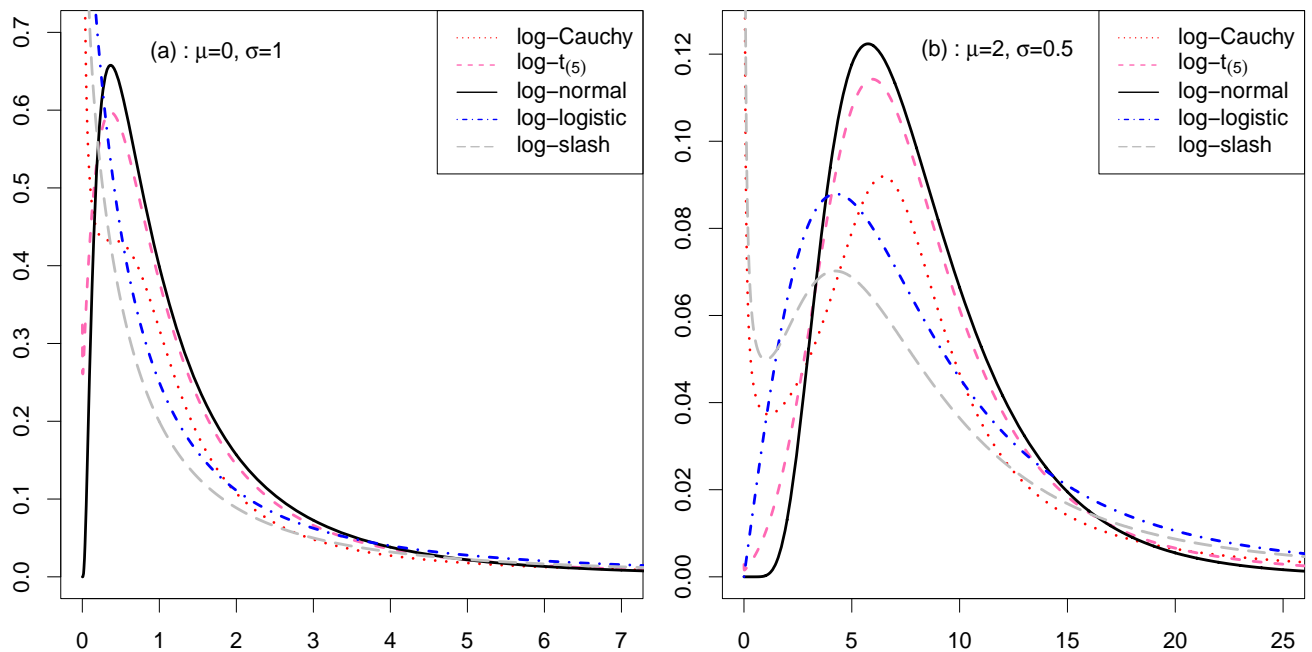 (a) : μ=0, σ=1
log−Cauchy
log−t(5)
log−normal
log−logistic
log−slash
0.7
0.6
0.5
0.4
0.3
0.2
0.1
0.0
0 1 2 3 4 5 6 7
(b) : μ=2, σ=0.5
log−Cauchy
log−t(5)
log−normal
log−logistic
log−slash
0.12
0.10
0.08
0.06
0.04
0.02
0.00
0 5 10 15 20 25